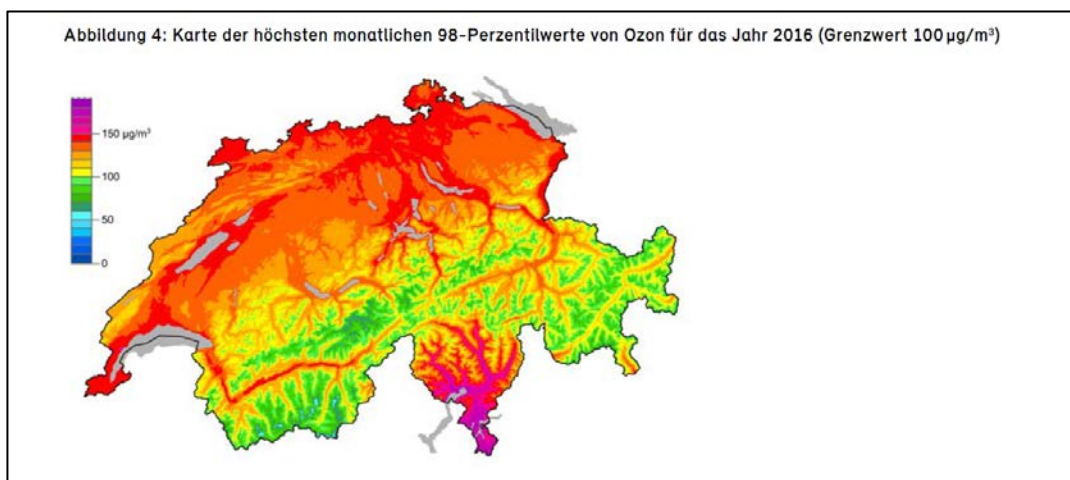 Abbildung 4: Karte der höchsten monatlichen 98-Perzentilwerte von Ozon für das Jahr 2016 (Grenzwert 100 µg/m³)
150 µg/m³
100
50
0